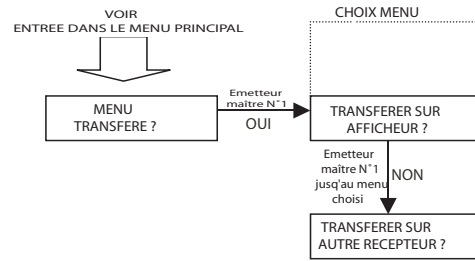 VOIR
ENTREE DANS LE MENU PRINCIPAL
CHOIX MENU
MENU
TRANSFERE ?
Emetteur
maître N°1
OUI
TRANSFERER SUR
AFFICHEUR ?
Emetteur
maître N°1
jusqu'au menu
choisi
NON
TRANSFERER SUR
AUTRE RECEPTEUR ?